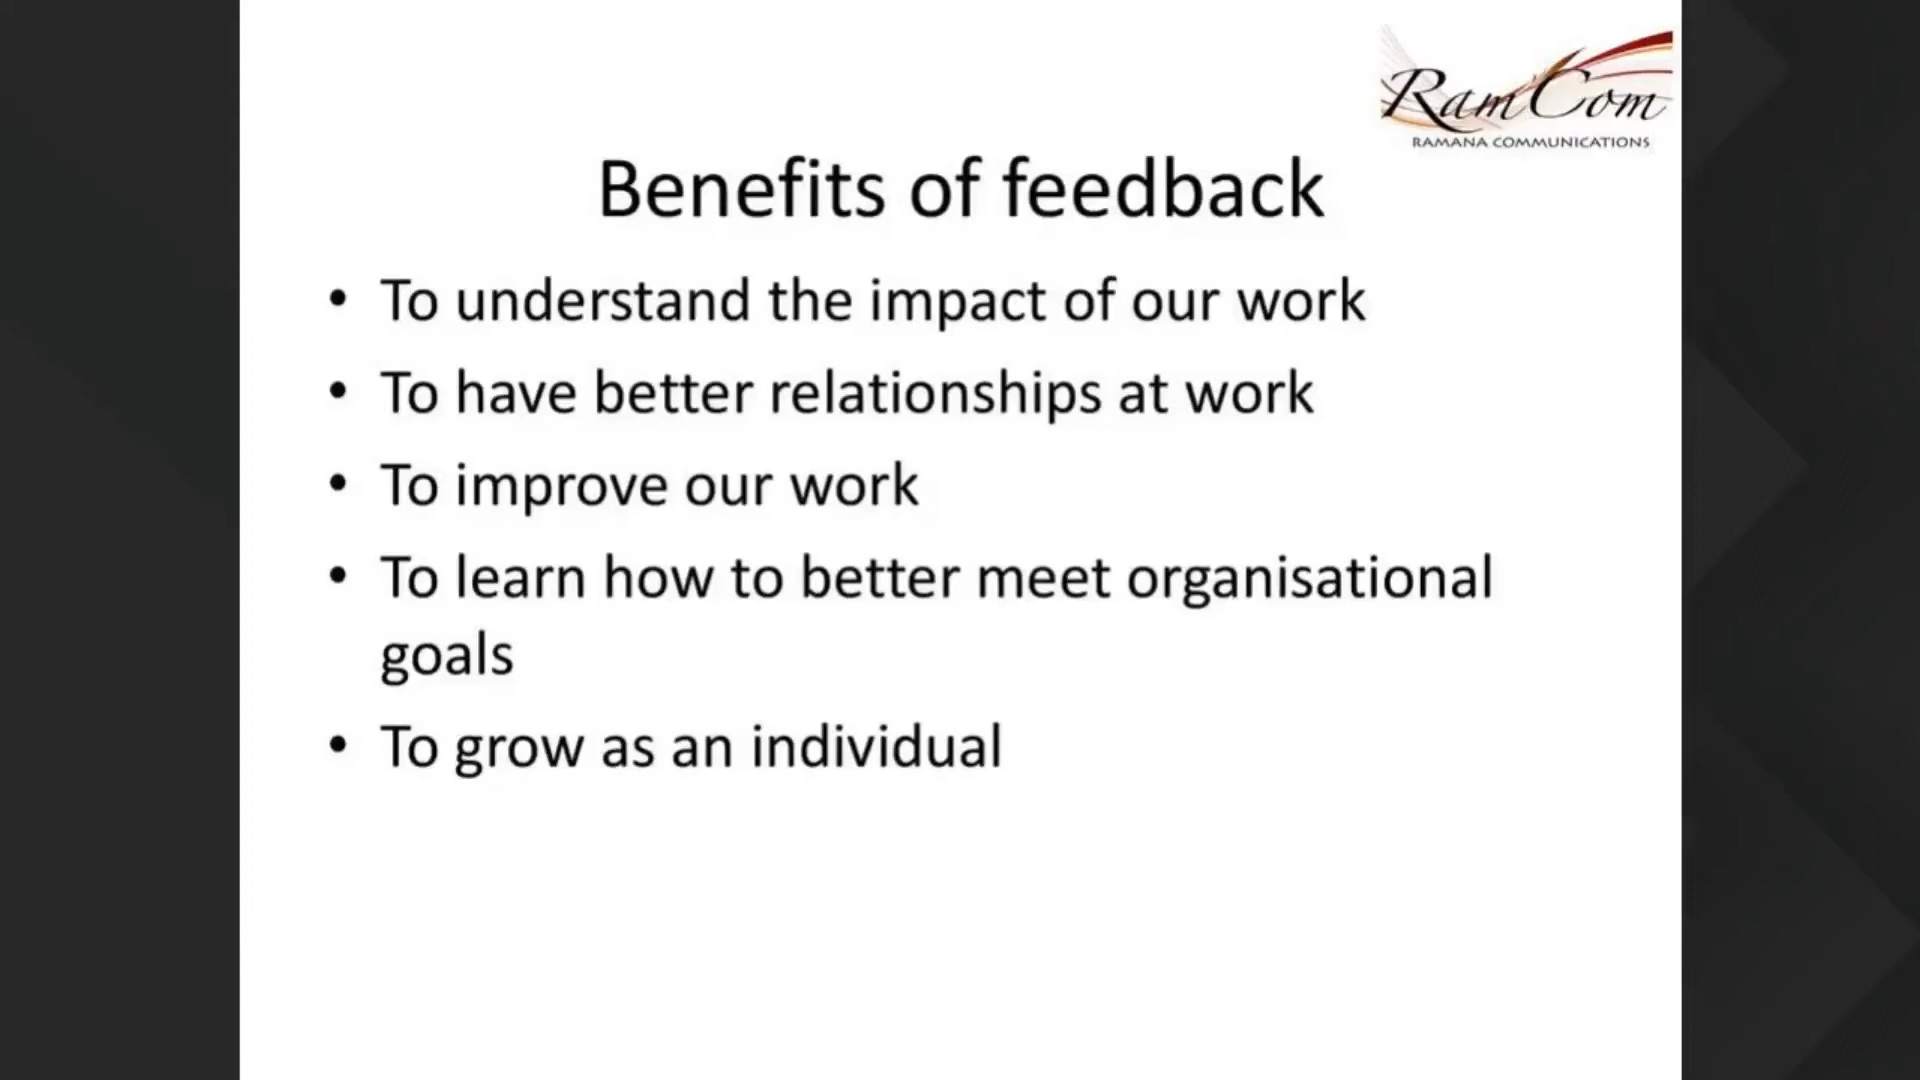 RamCom
RAMANA COMMUNICATIONS
Benefits of feedback
• To understand the impact of our work
• To have better relationships at work
• To improve our work
• To learn how to better meet organisational
goals
• To grow as an individual